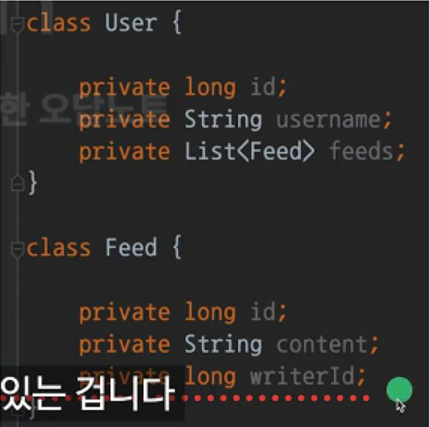 class User {
private long id;
한 오답노트
private String username;
private List<Feed> feeds;
}
class Feed {
private long id;
private String content;
private long writerId;
있는 겁니다
}